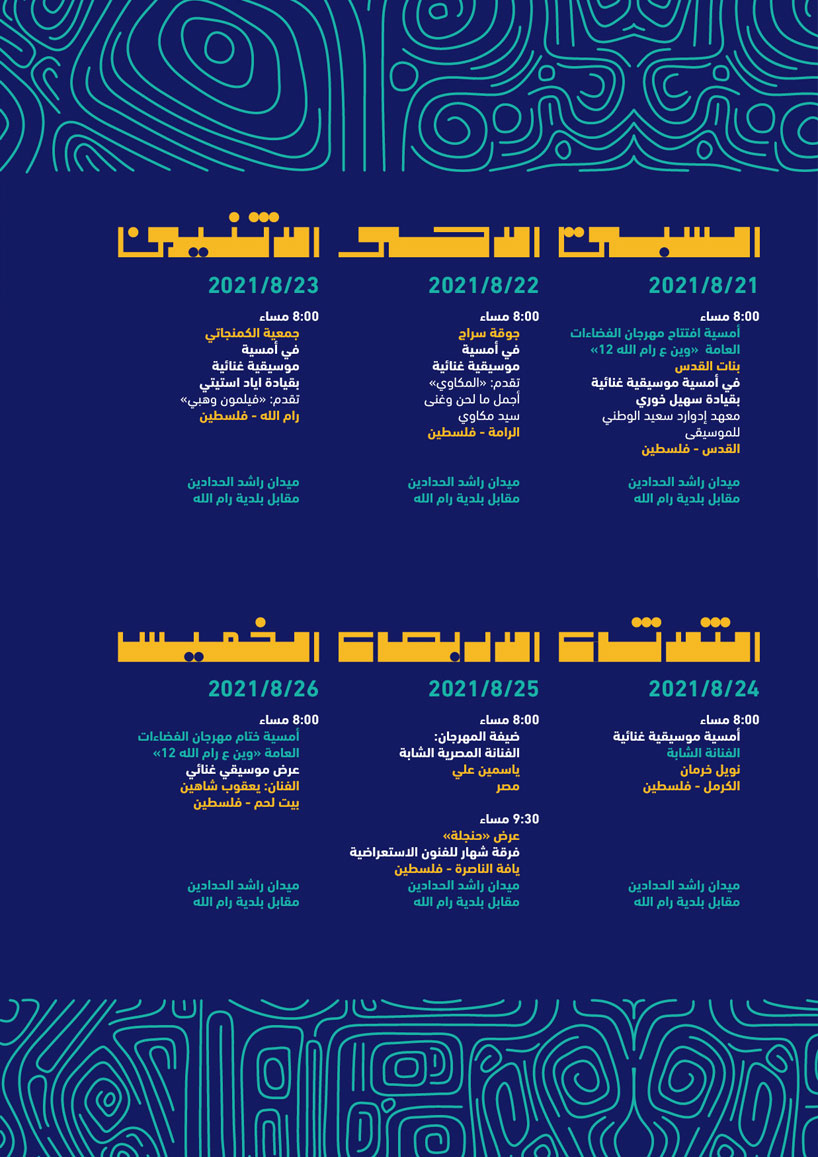 السبت
2021/8/21
8:00 مساء
أمسية افتتاح مهرجان الفضاءات
العامة «وين ع رام الله 12»
بنات القدس
في أمسية موسيقية غنائية
بقيادة سهيل خوري
معهد إدوارد سعيد الوطني
للموسيقى
القدس - فلسطين
ميدان راشد الحدادين
مقابل بلدية رام الله
الاحد
2021/8/22
8:00 مساء
جوقة سراج
في أمسية
موسيقية غنائية
تقدم: «المكاوي»
أجمل ما لحن وغنى
سيد مكاوي
الرامة - فلسطين
ميدان راشد الحدادين
مقابل بلدية رام الله
الاثنين
2021/8/23
8:00 مساء
جمعية الكمنجاتي
في أمسية
موسيقية غنائية
بقيادة اياد استيتي
تقدم: «فيلمون وهبي»
رام الله - فلسطين
ميدان راشد الحدادين
مقابل بلدية رام الله
الثلاثاء
2021/8/24
8:00 مساء
أمسية موسيقية غنائية
الفنانة الشابة
نويل خرمان
الكرمل - فلسطين
ميدان راشد الحدادين
مقابل بلدية رام الله
الاربعاء
2021/8/25
8:00 مساء
ضيفة المهرجان:
الفنانة المصرية الشابة
ياسمين علي
مصر
9:30 مساء
عرض «حنجلة»
فرقة شهار للفنون الاستعراضية
يافة الناصرة - فلسطين
ميدان راشد الحدادين
مقابل بلدية رام الله
الخميس
2021/8/26
8:00 مساء
أمسية ختام مهرجان الفضاءات
العامة «وين ع رام الله 12»
عرض موسيقي غنائي
الفنان: يعقوب شاهين
بيت لحم - فلسطين
ميدان راشد الحدادين
مقابل بلدية رام الله